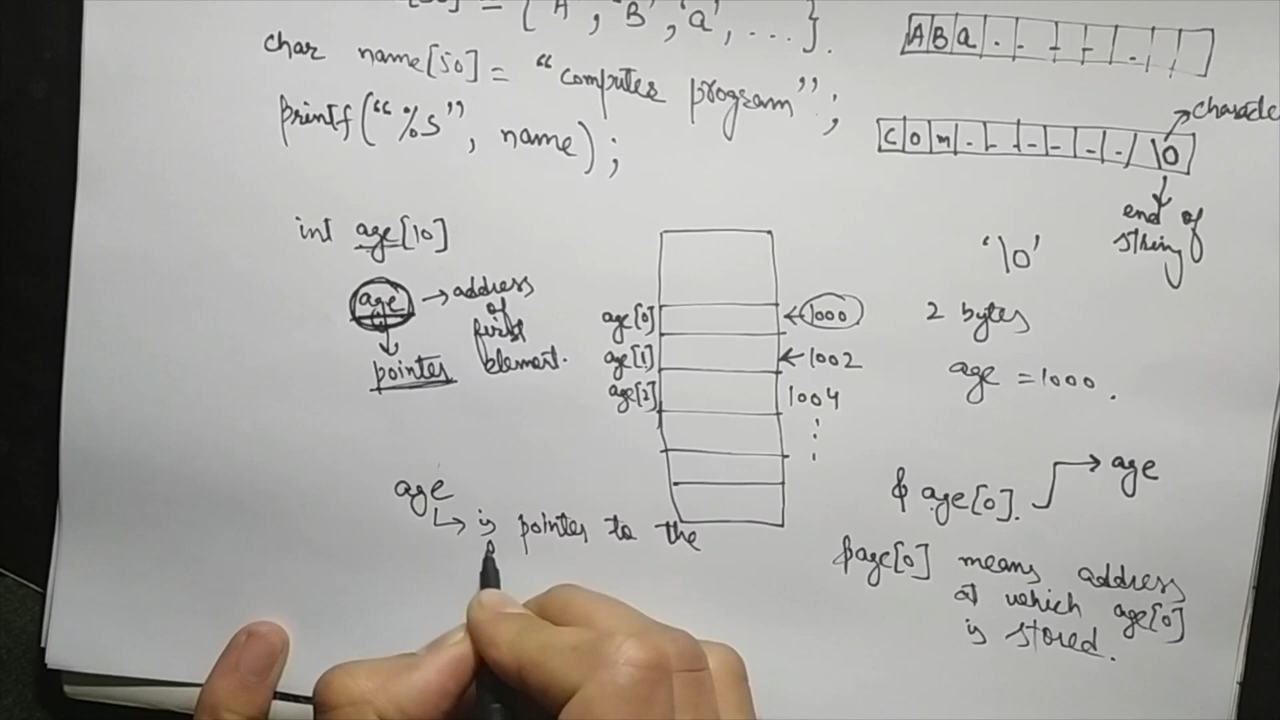 [50] = { 'A', 'B', 'a', ... }.
char name[50] = "computer program";
printf("%s", name);
A B a . - - - . 
C O m . - - - - . \0
character
end of
string
'\0'
int age[10]
age → address
of
first
element.
pointer
age[0] ← 1000
age[1] ← 1002
age[2] 1004
2 bytes
age = 1000.
& age[0]. → age
&age[0] means address
at which age[0]
is stored.
age
↳ is pointer to the